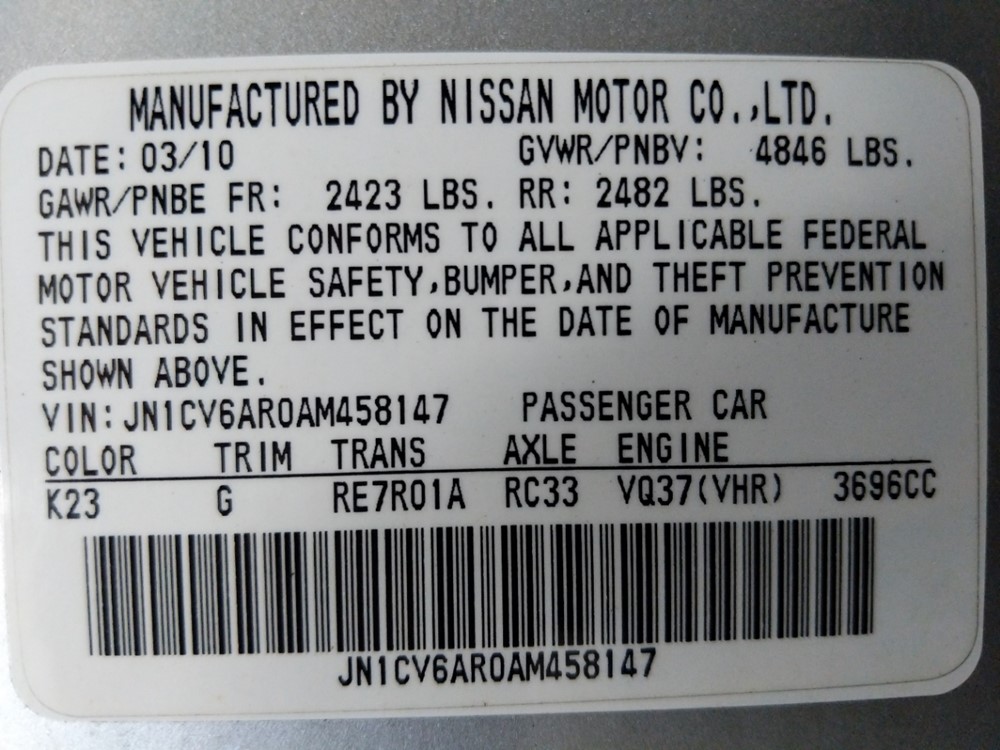 MANUFACTURED BY NISSAN MOTOR CO.,LTD.
DATE: 03/10 GVWR/PNBV: 4846 LBS.
GAWR/PNBE FR: 2423 LBS. RR: 2482 LBS.
THIS VEHICLE CONFORMS TO ALL APPLICABLE FEDERAL
MOTOR VEHICLE SAFETY,BUMPER,AND THEFT PREVENTION
STANDARDS IN EFFECT ON THE DATE OF MANUFACTURE
SHOWN ABOVE.
VIN:JN1CV6AR0AM458147 PASSENGER CAR
COLOR TRIM TRANS AXLE ENGINE
K23 G RE7R01A RC33 VQ37(VHR) 3696CC
JN1CV6AR0AM458147